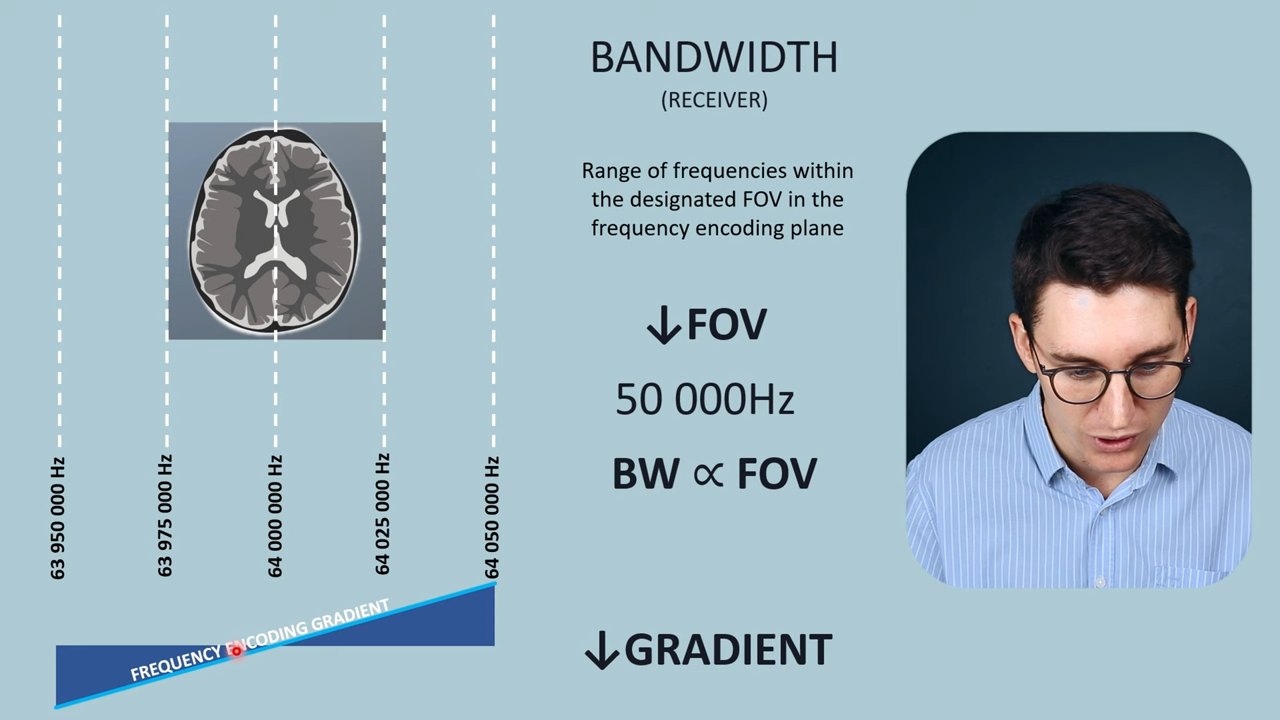 BANDWIDTH
(RECEIVER)
Range of frequencies within
the designated FOV in the
frequency encoding plane
↓FOV
50 000Hz
BW ∝ FOV
↓GRADIENT
63 950 000 Hz
63 975 000 Hz
64 000 000 Hz
64 025 000 Hz
64 050 000 Hz
FREQUENCY ENCODING GRADIENT